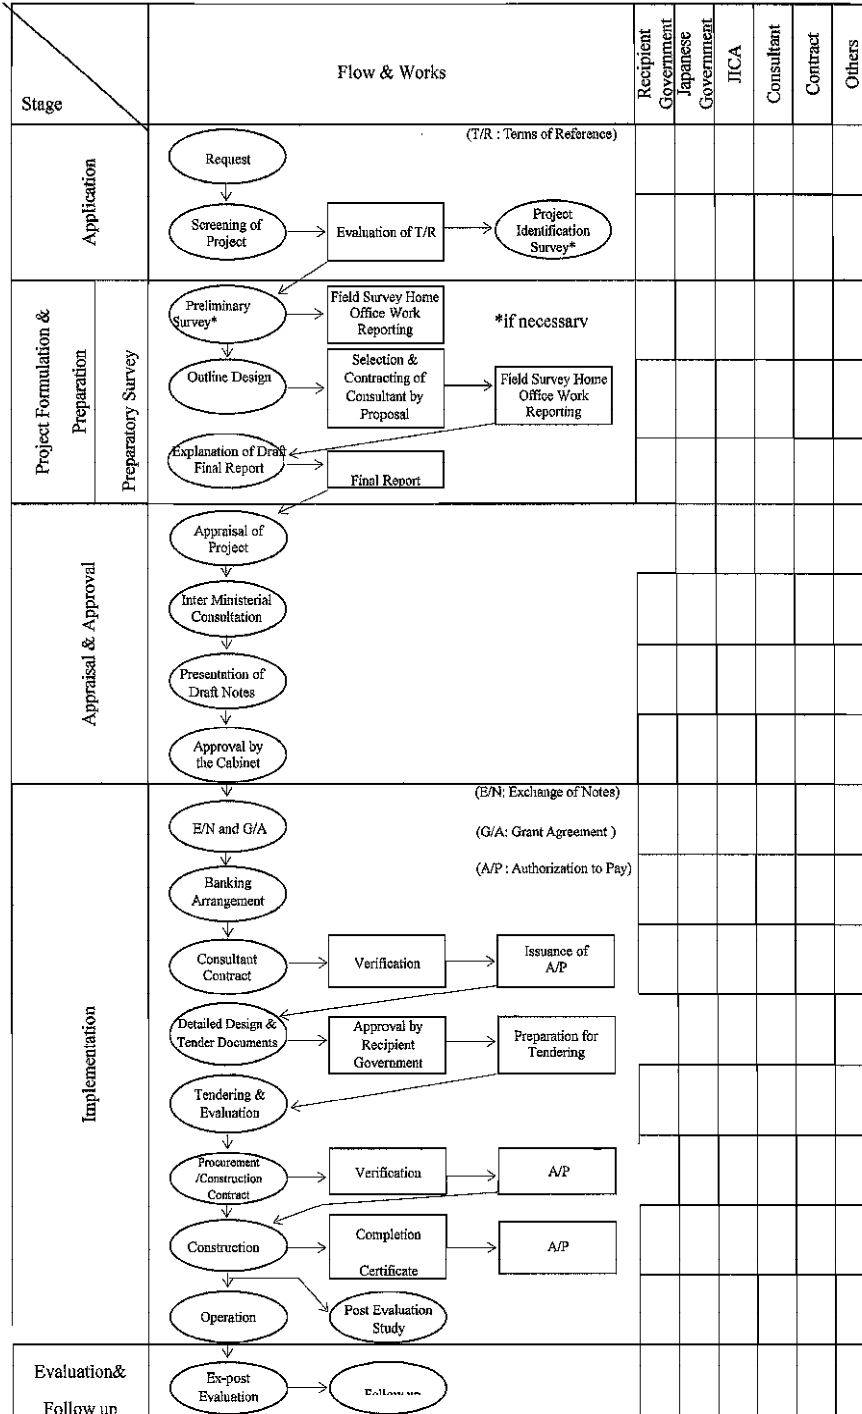 Stage
Flow & Works
Recipient
Government
Japanese
Government
JICA
Consultant
Contract
Others
Application
(T/R : Terms of Reference)
Request
Screening of
Project
Evaluation of T/R
Project
Identification
Survey*
Project Formulation &
Preparation
Preparatory Survey
Preliminary
Survey*
Field Survey Home
Office Work
Reporting
*if necessary
Outline Design
Selection &
Contracting of
Consultant by
Proposal
Field Survey Home
Office Work
Reporting
Explanation of Draft
Final Report
Final Report
Appraisal & Approval
Appraisal of
Project
Inter Ministerial
Consultation
Presentation of
Draft Notes
Approval by
the Cabinet
Implementation
(E/N: Exchange of Notes)
E/N and G/A
(G/A: Grant Agreement )
(A/P : Authorization to Pay)
Banking
Arrangement
Consultant
Contract
Verification
Issuance of
A/P
Detailed Design &
Tender Documents
Approval by
Recipient
Government
Preparation for
Tendering
Tendering &
Evaluation
Procurement
/Construction
Contract
Verification
A/P
Construction
Completion
Certificate
A/P
Operation
Post Evaluation
Study
Evaluation&
Follow up
Ex-post
Evaluation
Follow up